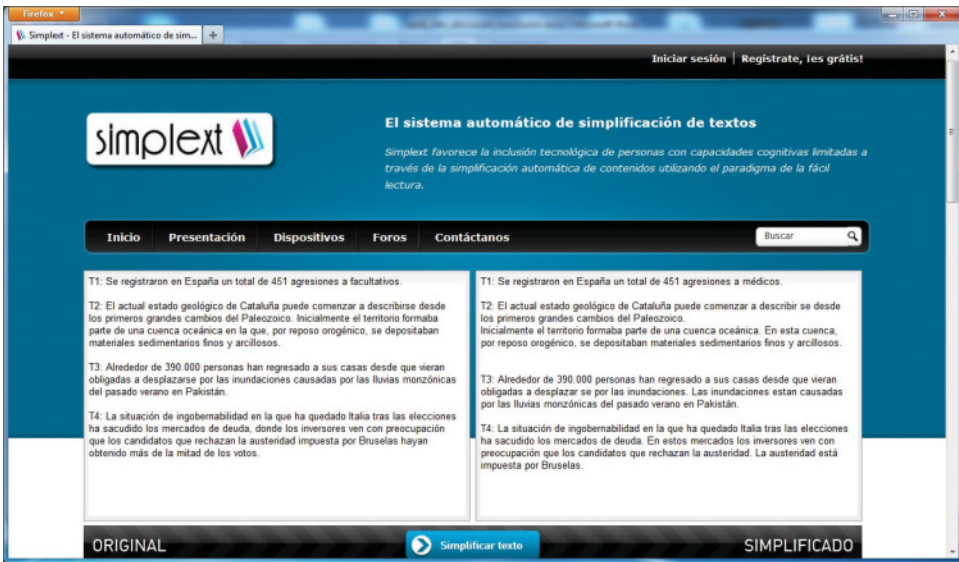 Firefox
Simplext - El sistema automático de sim...
Iniciar sesión | Regístrate, ¡es grátis!
simplext
El sistema automático de simplificación de textos
Simplext favorece la inclusión tecnológica de personas con capacidades cognitivas limitadas a
través de la simplificación automática de contenidos utilizando el paradigma de la fácil
lectura.
Inicio Presentación Dispositivos Foros Contáctanos Buscar
T1: Se registraron en España un total de 451 agresiones a facultativos.
T2: El actual estado geológico de Cataluña puede comenzar a describirse desde
los primeros grandes cambios del Paleozoico. Inicialmente el territorio formaba
parte de una cuenca oceánica en la que, por reposo orogénico, se depositaban
materiales sedimentarios finos y arcillosos.
T3: Alrededor de 390.000 personas han regresado a sus casas desde que vieran
obligadas a desplazarse por las inundaciones causadas por las lluvias monzónicas
del pasado verano en Pakistán.
T4: La situación de ingobernabilidad en la que ha quedado Italia tras las elecciones
ha sacudido los mercados de deuda, donde los inversores ven con preocupación
que los candidatos que rechazan la austeridad impuesta por Bruselas hayan
obtenido más de la mitad de los votos.
T1: Se registraron en España un total de 451 agresiones a médicos.
T2: El actual estado geológico de Cataluña puede comenzar a describir se desde
los primeros grandes cambios del Paleozoico.
Inicialmente el territorio formaba parte de una cuenca oceánica. En esta cuenca,
por reposo orogénico, se depositaban materiales sedimentarios finos y arcillosos.
T3: Alrededor de 390.000 personas han regresado a sus casas desde que vieran
obligadas a desplazar se por las inundaciones. Las inundaciones estan causadas
por las lluvias monzónicas del pasado verano en Pakistán.
T4: La situación de ingobernabilidad en la que ha quedado Italia tras las elecciones
ha sacudido los mercados de deuda. En estos mercados los inversores ven con
preocupación que los candidatos que rechazan la austeridad. La austeridad está
impuesta por Bruselas.
ORIGINAL Simplificar texto SIMPLIFICADO